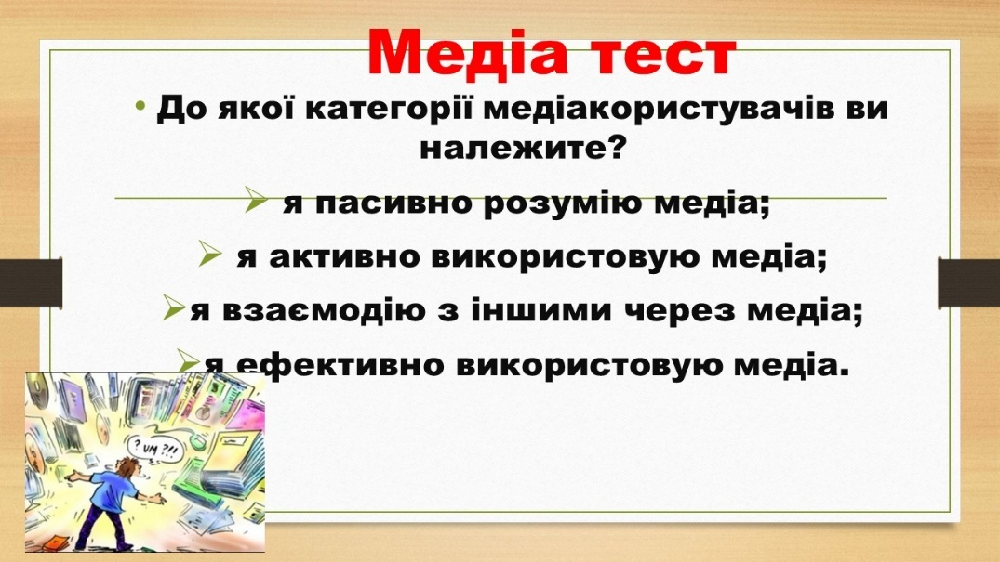 Медіа тест
• До якої категорії медіакористувачів ви
належите?
➢ я пасивно розумію медіа;
➢ я активно використовую медіа;
➢я взаємодію з іншими через медіа;
➢я ефективно використовую медіа.
? UM ?!!